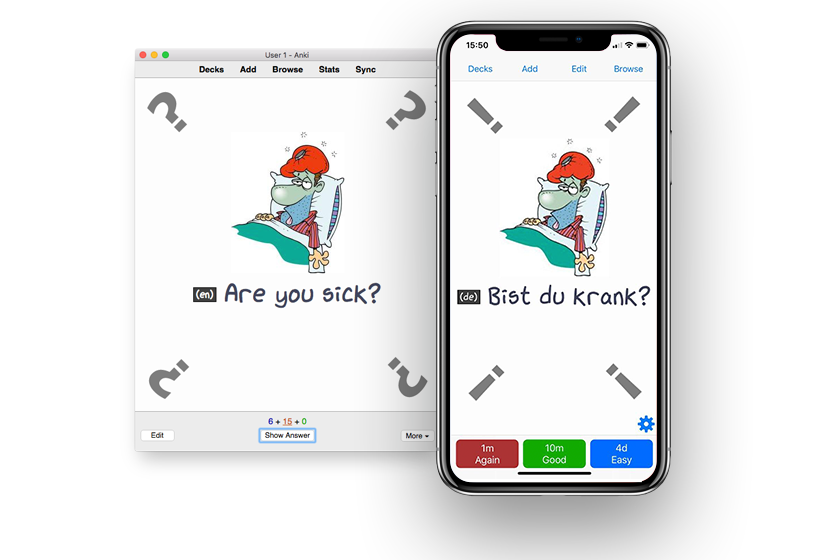 User 1 - Anki
Decks Add Browse Stats Sync
?
?
(en) Are you sick?
?
?
6 + 15 + 0
Edit Show Answer More
15:50
Decks Add Edit Browse
!
!
(de) Bist du krank?
!
!
1m 10m 4d
Again Good Easy